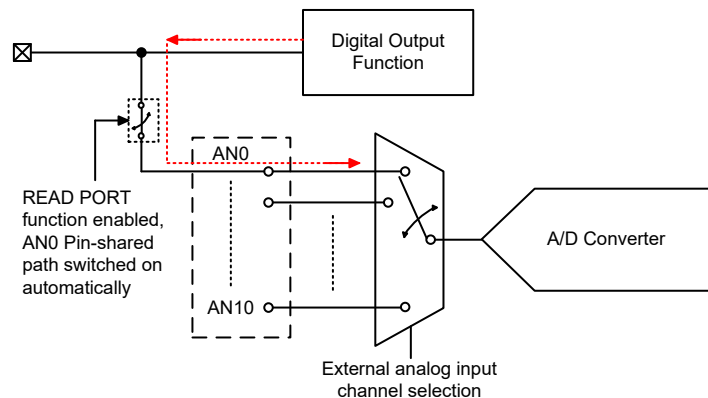 Digital Output
Function
AN0
READ PORT
function enabled,
AN0 Pin-shared
path switched on
automatically
A/D Converter
AN10
External analog input
channel selection